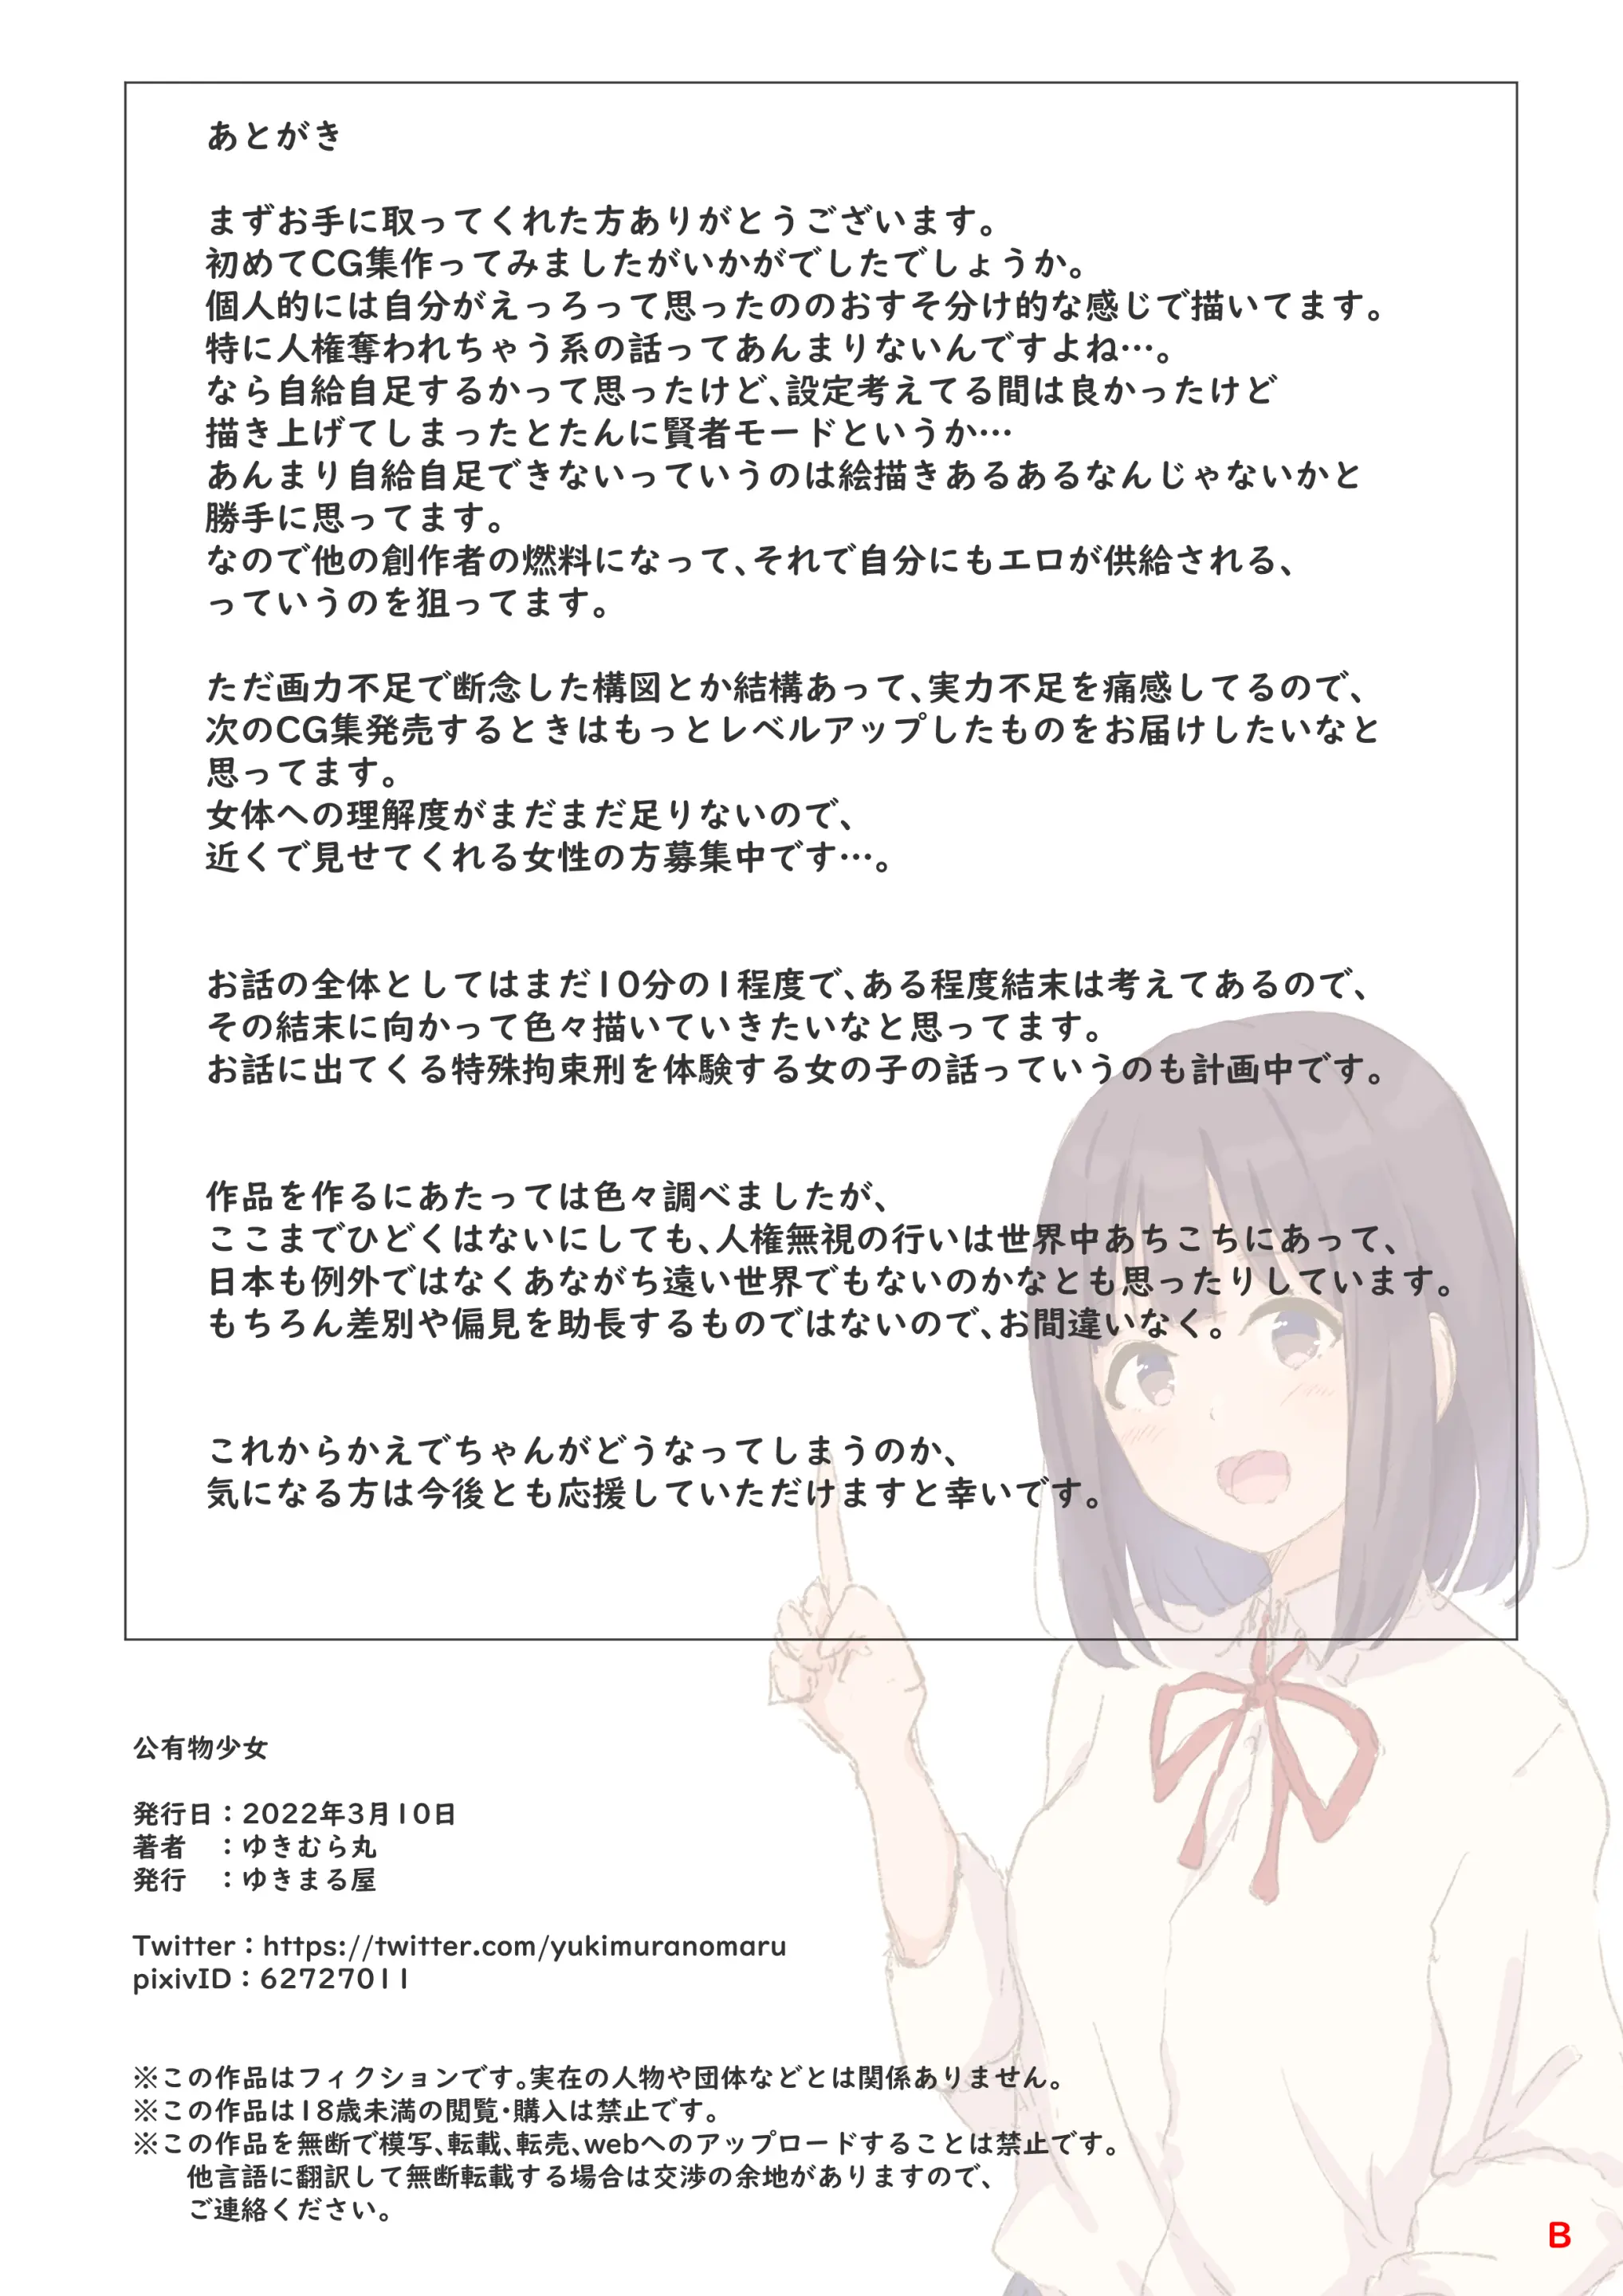 あとがき
まずお手に取ってくれた方ありがとうございます。
初めてCG集作ってみましたがいかがでしたでしょうか。
個人的には自分がえっろって思ったののおすそ分け的な感じで描いてます。
特に人権奪われちゃう系の話ってあんまりないんですよね…。
なら自給自足するかって思ったけど、設定考えてる間は良かったけど
描き上げてしまったとたんに賢者モードというか…
あんまり自給自足できないっていうのは絵描きあるあるなんじゃないかと
勝手に思ってます。
なので他の創作者の燃料になって、それで自分にもエロが供給される、
っていうのを狙ってます。
ただ画力不足で断念した構図とか結構あって、実力不足を痛感してるので、
次のCG集発売するときはもっとレベルアップしたものをお届けしたいなと
思ってます。
女体への理解度がまだまだ足りないので、
近くで見せてくれる女性の方募集中です…。
お話の全体としてはまだ10分の1程度で、ある程度結末は考えてあるので、
その結末に向かって色々描いていきたいなと思ってます。
お話に出てくる特殊拘束刑を体験する女の子の話っていうのも計画中です。
作品を作るにあたっては色々調べましたが、
ここまでひどくはないにしても、人権無視の行いは世界中あちこちにあって、
日本も例外ではなくあながち遠い世界でもないのかなとも思ったりしています。
もちろん差別や偏見を助長するものではないので、お間違いなく。
これからかえでちゃんがどうなってしまうのか、
気になる方は今後とも応援していただけますと幸いです。
公有物少女
発行日：2022年3月10日
著者　：ゆきむら丸
発行　：ゆきまる屋
Twitter：https://twitter.com/yukimuranomaru
pixivID：62727011
※この作品はフィクションです。実在の人物や団体などとは関係ありません。
※この作品は18歳未満の閲覧・購入は禁止です。
※この作品を無断で模写、転載、転売、webへのアップロードすることは禁止です。
他言語に翻訳して無断転載する場合は交渉の余地がありますので、
ご連絡ください。
B